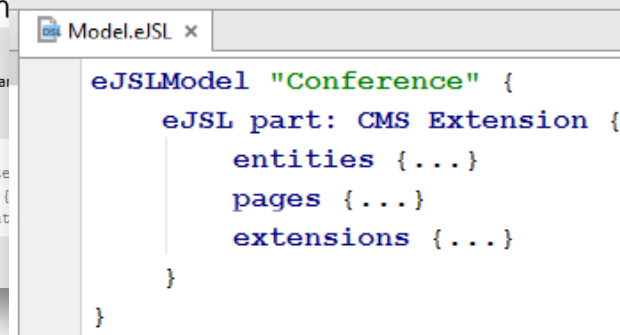 Model.eJSL ×
eJSLModel "Conference" {
eJSL part: CMS Extension {
entities {...}
pages {...}
extensions {...}
}
}